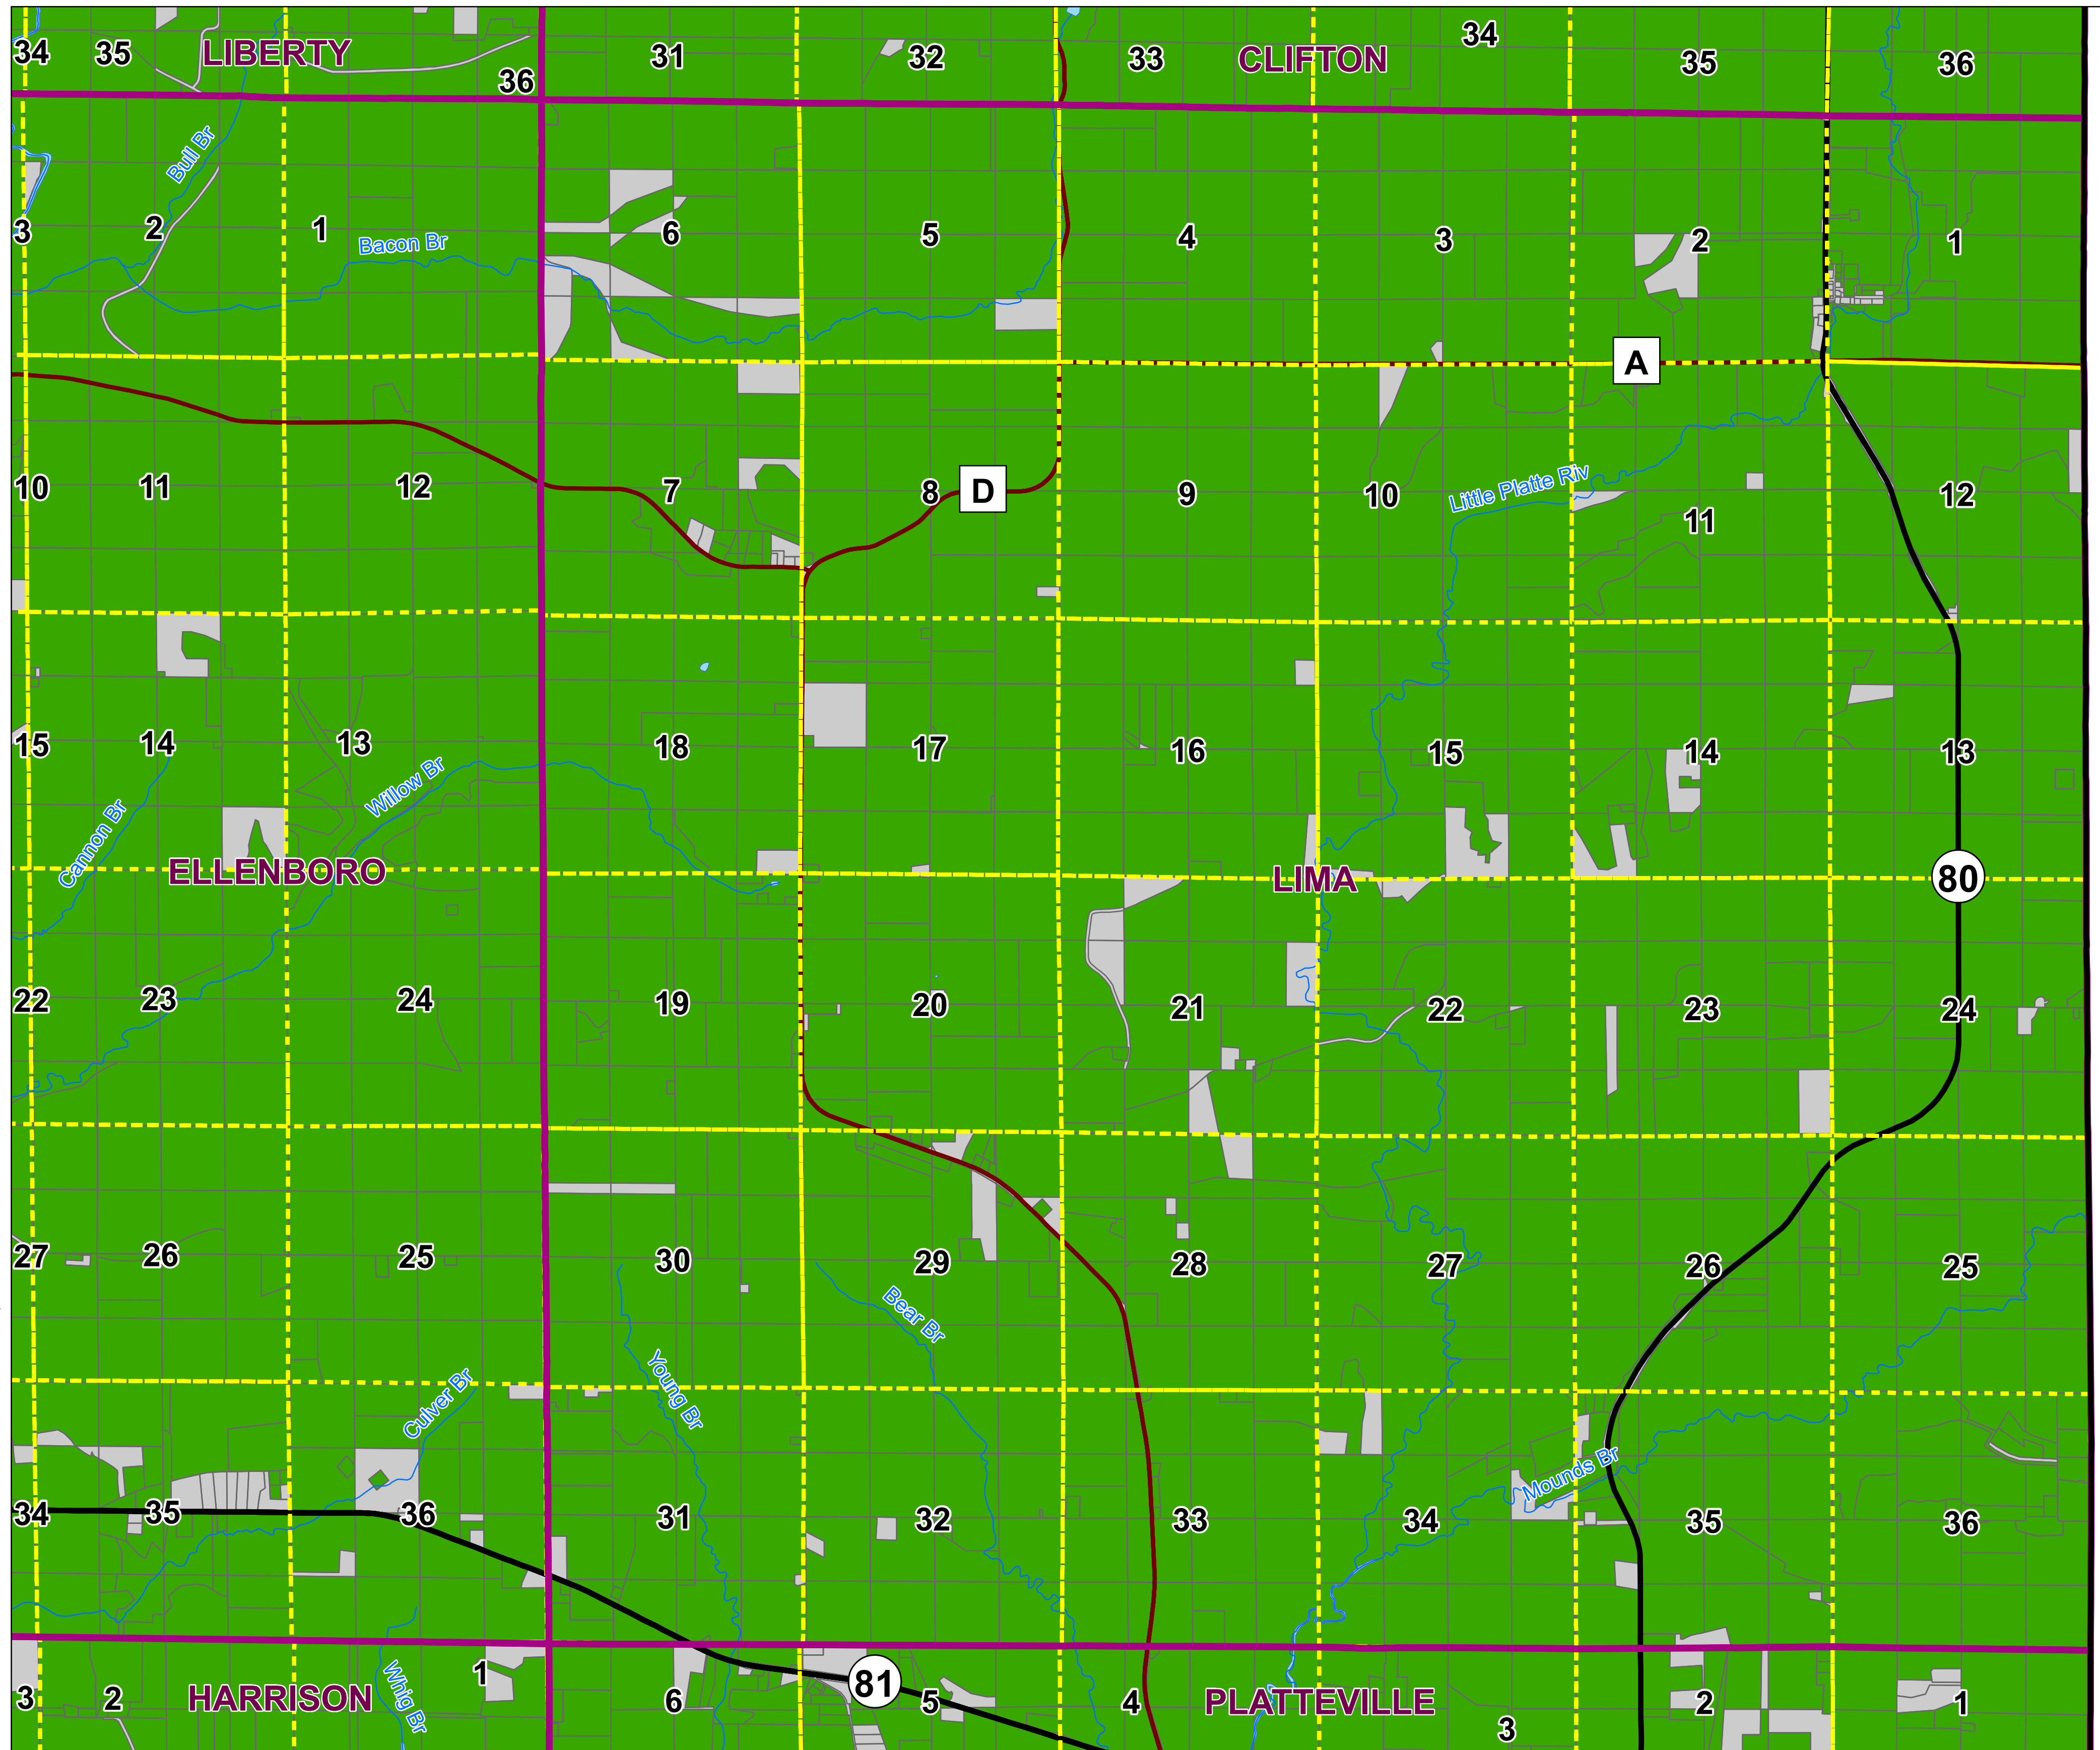 34 35 LIBERTY 36 31 32 33 CLIFTON 34 35 36
Bull Br
3 2 1 6 5 4 3 2 1
Bacon Br
A
10 11 12 7 8 D 9 10 11 12
Little Platte Riv
15 14 13 18 17 16 15 14 13
Willow Br
Cannon Br
ELLENBORO LIMA 80
22 23 24 19 20 21 22 23 24
27 26 25 30 29 28 27 26 25
Bear Br
Young Br
Culver Br
Mounds Br
34 35 36 31 32 33 34 35 36
Whig Br
3 2 HARRISON 1 6 81 5 4 PLATTEVILLE 3 2 1